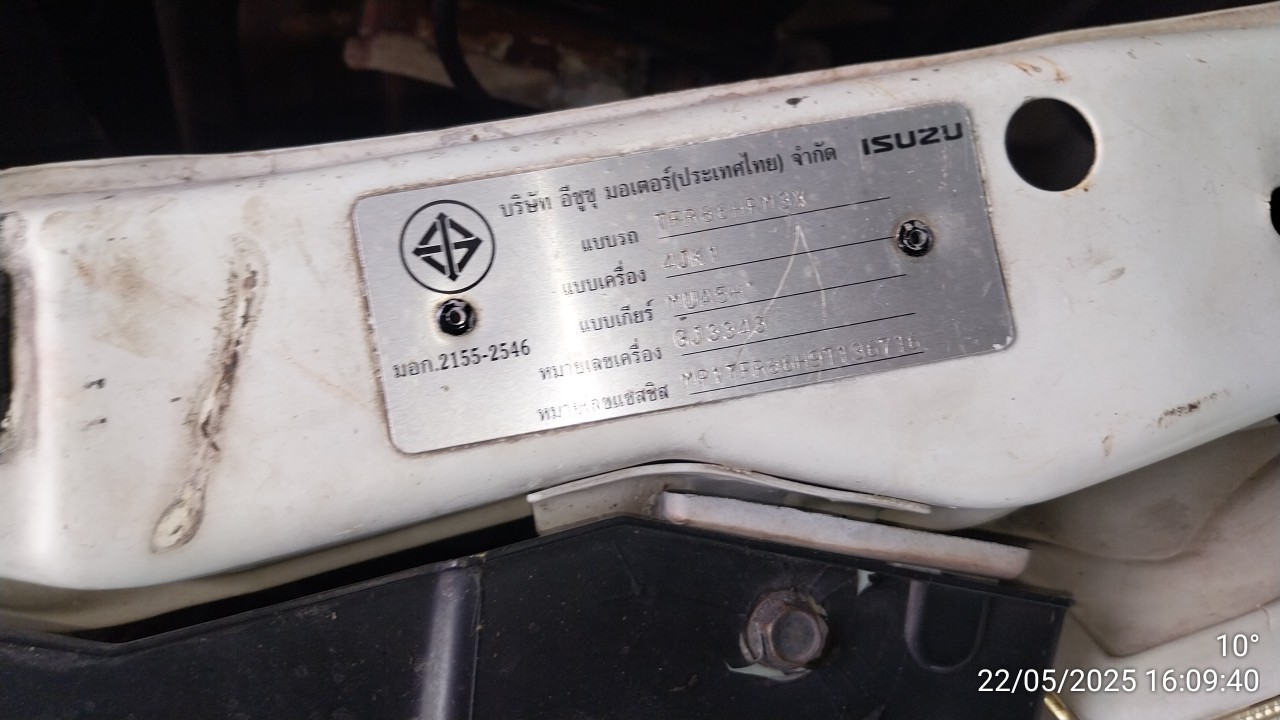 บริษัท อีซูซุ มอเตอร์(ประเทศไทย) จำกัด ISUZU
แบบรถ TFR86HPM3X
แบบเครื่อง 4JK1
แบบเกียร์
หมายเลขเครื่อง GJ3343
หมายเลขแชสซิส MP1TFR86H9T136716
มอก.2155-2546
10°
22/05/2025 16:09:40